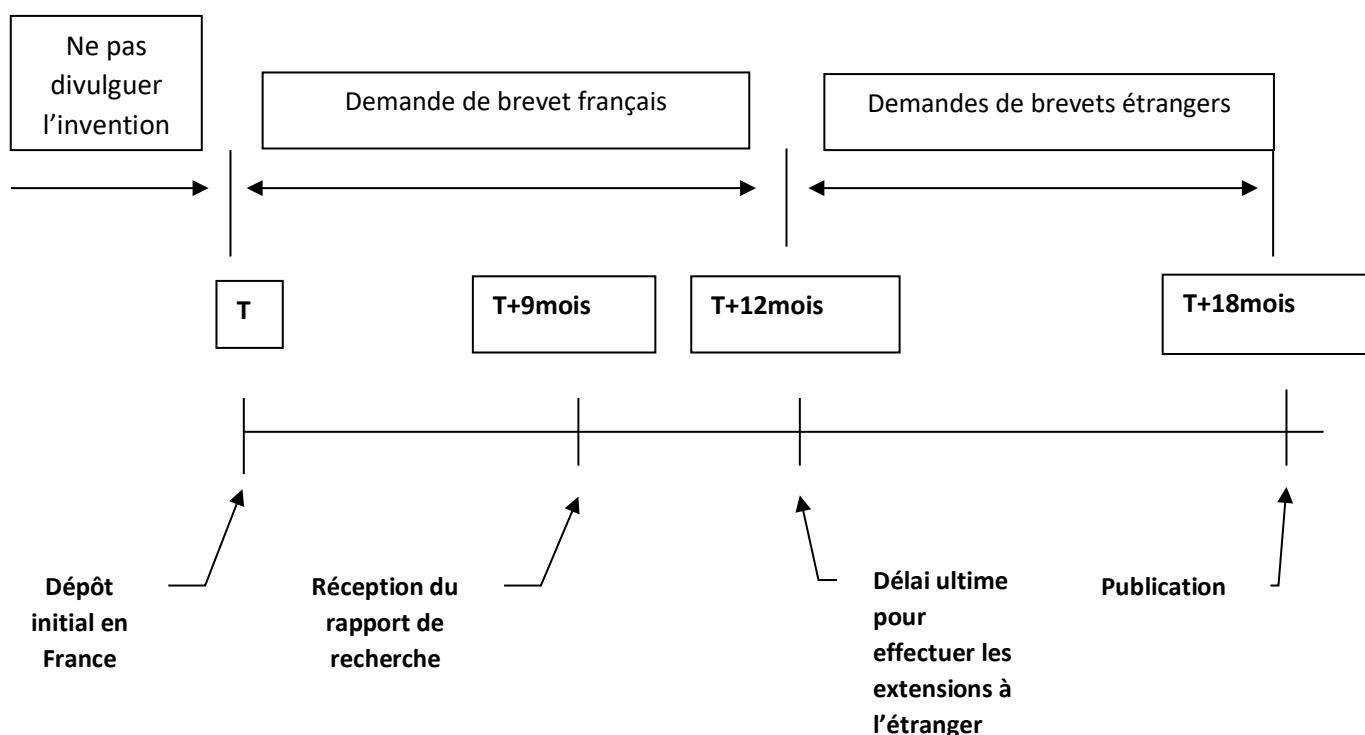 Ne pas
divulguer
l’invention
Demande de brevet français
Demandes de brevets étrangers
T
T+9mois
T+12mois
T+18mois
Dépôt
initial en
France
Réception du
rapport de
recherche
Délai ultime
pour
effectuer les
extensions à
l’étranger
Publication